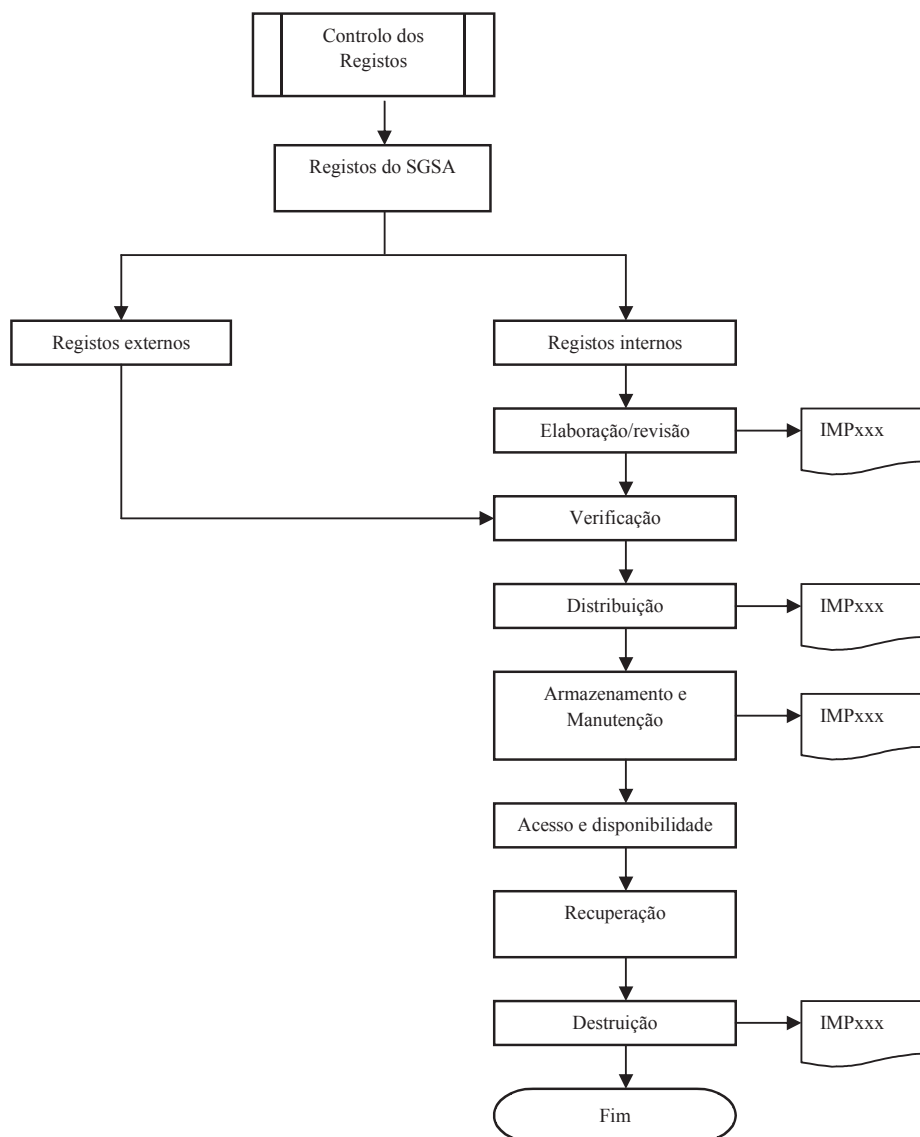 Controlo dos
Registos
Registos do SGSA
Registos externos
Registos internos
Elaboração/revisão
IMPxxx
Verificação
Distribuição
IMPxxx
Armazenamento e
Manutenção
IMPxxx
Acesso e disponibilidade
Recuperação
Destruição
IMPxxx
Fim